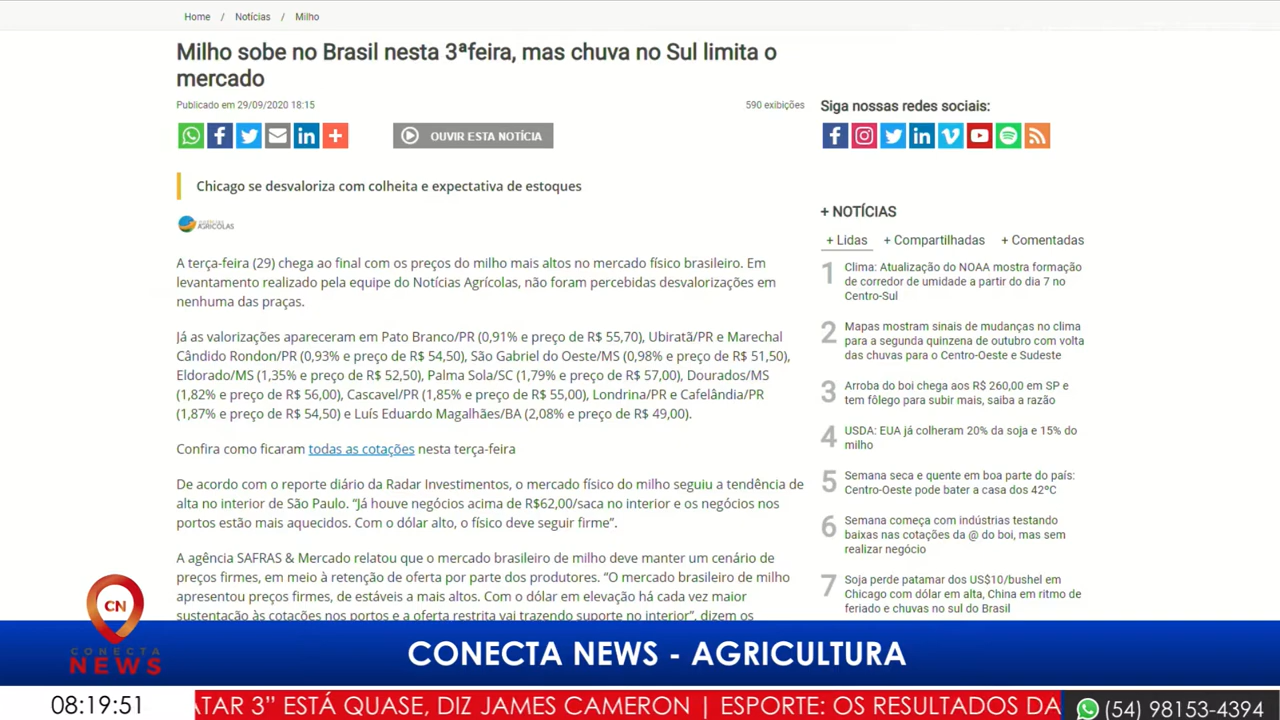 Home / Notícias / Milho
Milho sobe no Brasil nesta 3ªfeira, mas chuva no Sul limita o
mercado
Publicado em 29/09/2020 18:15
590 exibições
OUVIR ESTA NOTÍCIA
Chicago se desvaloriza com colheita e expectativa de estoques
AGRÍCOLAS
A terça-feira (29) chega ao final com os preços do milho mais altos no mercado físico brasileiro. Em
levantamento realizado pela equipe do Notícias Agrícolas, não foram percebidas desvalorizações em
nenhuma das praças.
Já as valorizações apareceram em Pato Branco/PR (0,91% e preço de R$ 55,70), Ubiratã/PR e Marechal
Cândido Rondon/PR (0,93% e preço de R$ 54,50), São Gabriel do Oeste/MS (0,98% e preço de R$ 51,50),
Eldorado/MS (1,35% e preço de R$ 52,50), Palma Sola/SC (1,79% e preço de R$ 57,00), Dourados/MS
(1,82% e preço de R$ 56,00), Cascavel/PR (1,85% e preço de R$ 55,00), Londrina/PR e Cafelândia/PR
(1,87% e preço de R$ 54,50) e Luís Eduardo Magalhães/BA (2,08% e preço de R$ 49,00).
Confira como ficaram todas as cotações nesta terça-feira
De acordo com o reporte diário da Radar Investimentos, o mercado físico do milho seguiu a tendência de
alta no interior de São Paulo. “Já houve negócios acima de R$62,00/saca no interior e os negócios nos
portos estão mais aquecidos. Com o dólar alto, o físico deve seguir firme”.
A agência SAFRAS & Mercado relatou que o mercado brasileiro de milho deve manter um cenário de
preços firmes, em meio à retenção de oferta por parte dos produtores. “O mercado brasileiro de milho
apresentou preços firmes, de estáveis a mais altos. Com o dólar em elevação há cada vez maior
sustentação às cotações nos portos e a oferta restrita vai trazendo suporte no interior”, dizem os
Siga nossas redes sociais:
+ NOTÍCIAS
+ Lidas + Compartilhadas + Comentadas
1 Clima: Atualização do NOAA mostra formação
de corredor de umidade a partir do dia 7 no
Centro-Sul
2 Mapas mostram sinais de mudanças no clima
para a segunda quinzena de outubro com volta
das chuvas para o Centro-Oeste e Sudeste
3 Arroba do boi chega aos R$ 260,00 em SP e
tem fôlego para subir mais, saiba a razão
4 USDA: EUA já colheram 20% da soja e 15% do
milho
5 Semana seca e quente em boa parte do país:
Centro-Oeste pode bater a casa dos 42ºC
6 Semana começa com indústrias testando
baixas nas cotações da @ do boi, mas sem
realizar negócio
7 Soja perde patamar dos US$10/bushel em
Chicago com dólar em alta, China em ritmo de
feriado e chuvas no sul do Brasil
CN
CONECTA
NEWS
CONECTA NEWS - AGRICULTURA
08:19:51
ATAR 3” ESTÁ QUASE, DIZ JAMES CAMERON | ESPORTE: OS RESULTADOS DA
(54) 98153-4394